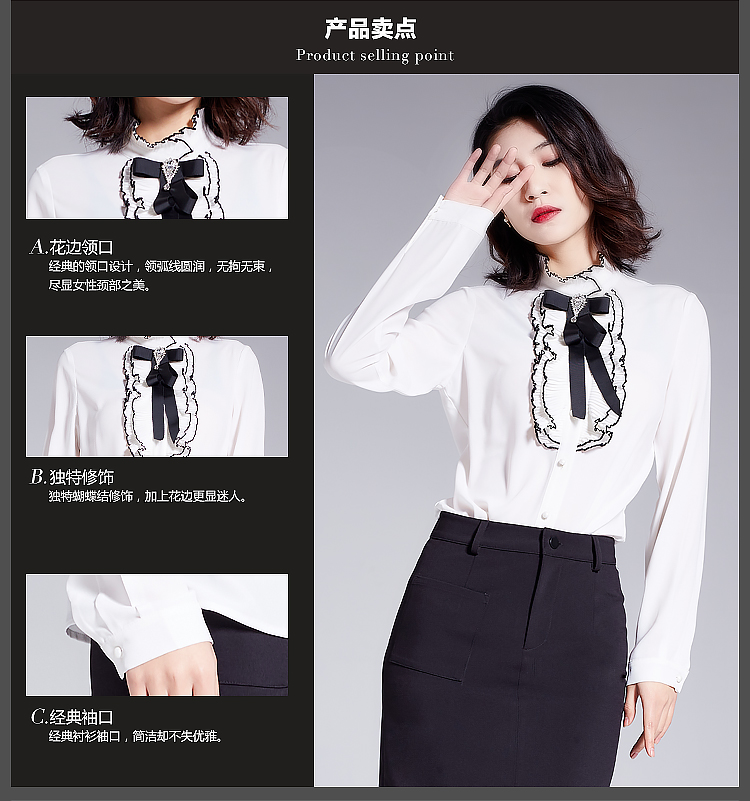 产品卖点
Product selling point
A.花边领口
经典的领口设计，领弧线圆润，无拘无束，
尽显女性颈部之美。
B.独特修饰
独特蝴蝶结修饰，加上花边更显迷人。
C.经典袖口
经典衬衫袖口，简洁却不失优雅。